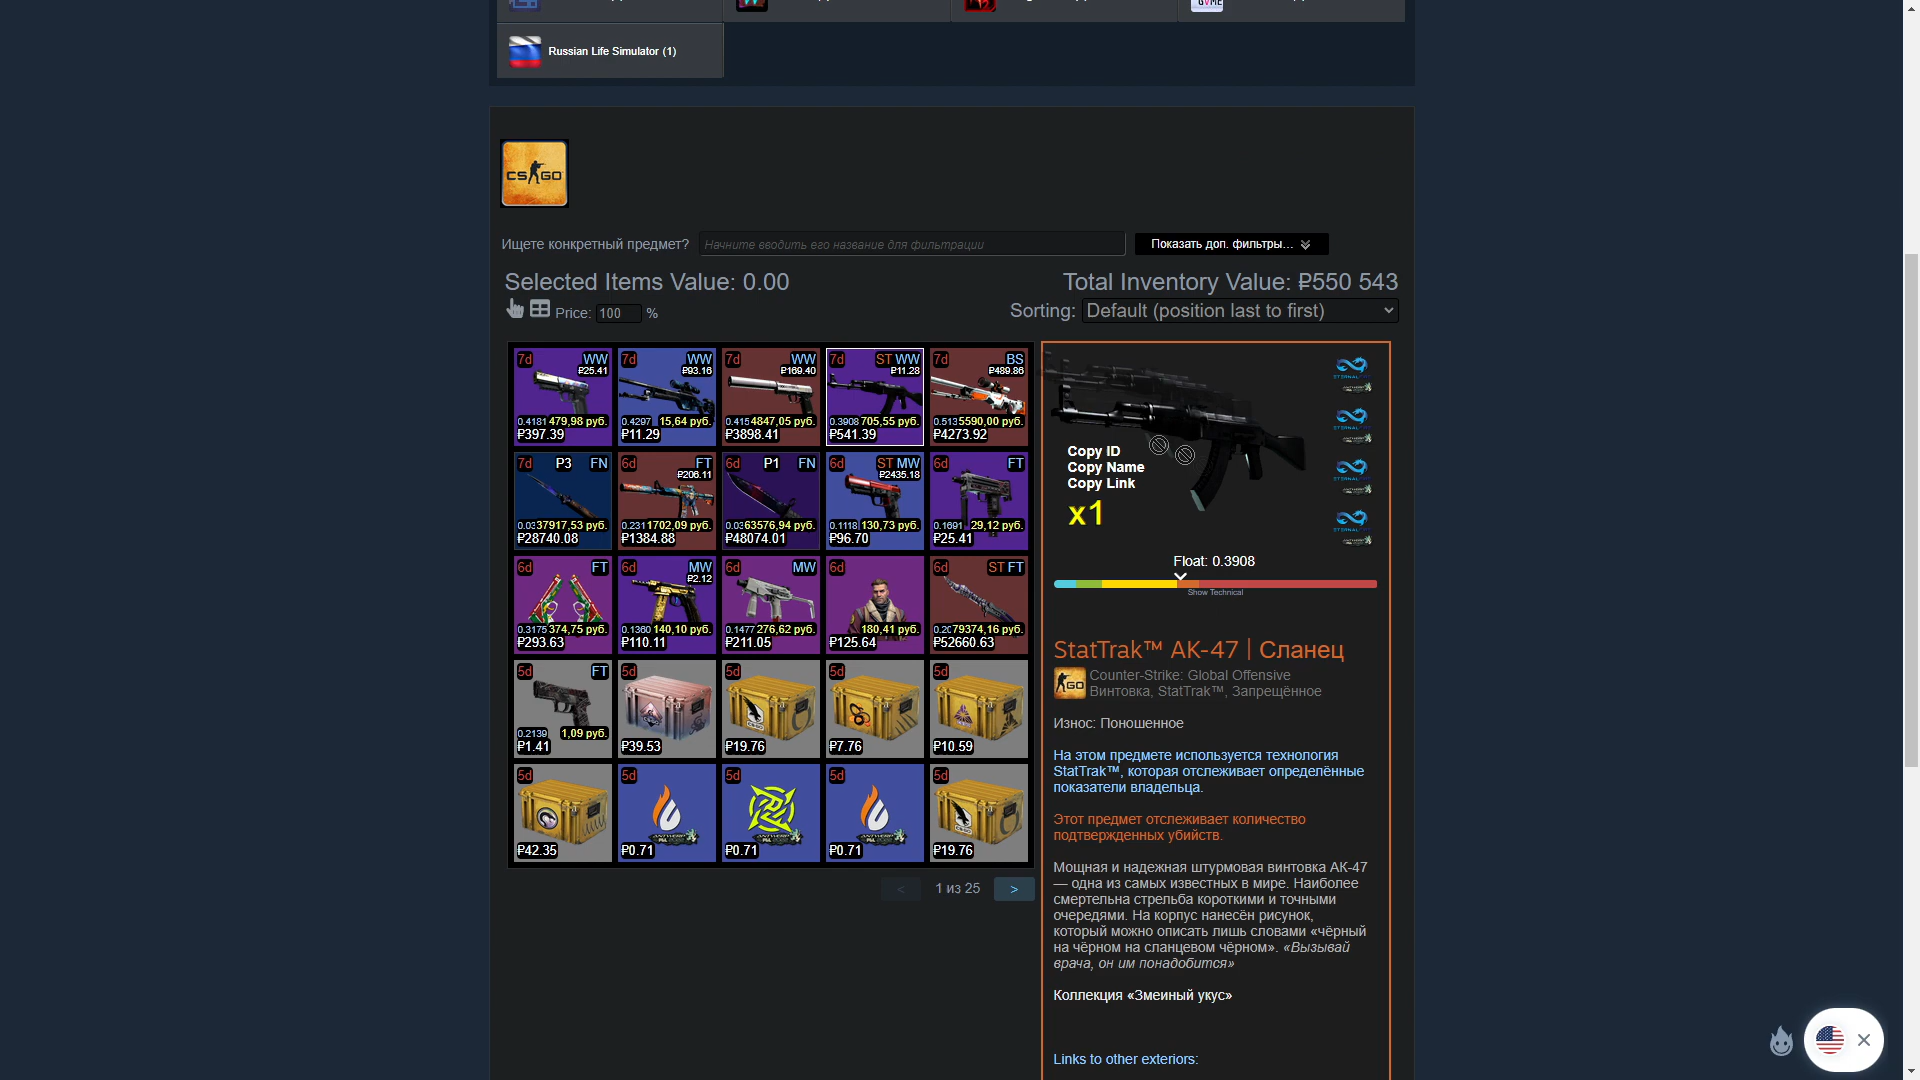 Russian Life Simulator (1)
CS GO
Ищете конкретный предмет?
Начните вводить его название для фильтрации
Показать доп. фильтры...
Selected Items Value: 0.00
Total Inventory Value: ₽550 543
Price: 100 %
Sorting: Default (position last to first)
7d WW ₽25.41 0.4181 479,98 руб. ₽397.39
7d WW ₽93.16 0.4297 15,64 руб. ₽11.29
7d WW ₽169.40 0.415 4847,05 руб. ₽3898.41
7d ST WW ₽11.28 0.3908 705,55 руб. ₽541.39
7d BS ₽489.86 0.513 5590,00 руб. ₽4273.92
7d P3 FN 0.03 37917,53 руб. ₽28740.08
6d FT ₽206.11 0.231 1702,09 руб. ₽1384.88
6d P1 FN 0.03 63576,94 руб. ₽48074.01
6d ST MW ₽2435.18 0.1118 130,73 руб. ₽96.70
6d FT 0.1691 29,12 руб. ₽25.41
6d FT 0.3175 374,75 руб. ₽293.63
6d MW ₽2.12 0.1360 140,10 руб. ₽110.11
6d MW 0.1477 276,62 руб. ₽211.05
6d 180,41 руб. ₽125.64
6d ST FT 0.20 79374,16 руб. ₽52660.63
5d FT 0.2139 1,09 руб. ₽1.41
5d ₽39.53
5d ₽19.76
5d ₽7.76
5d ₽10.59
5d ₽42.35
5d ₽0.71
5d ₽0.71
5d ₽0.71
5d ₽19.76
< 1 из 25 >
Copy ID
Copy Name
Copy Link
x1
Float: 0.3908
Show Technical
StatTrak™ AK-47 | Сланец
Counter-Strike: Global Offensive
Винтовка, StatTrak™, Запрещённое
Износ: Поношенное
На этом предмете используется технология
StatTrak™, которая отслеживает определённые
показатели владельца.
Этот предмет отслеживает количество
подтвержденных убийств.
Мощная и надежная штурмовая винтовка АК-47
— одна из самых известных в мире. Наиболее
смертельна стрельба короткими и точными
очередями. На корпус нанесён рисунок,
который можно описать лишь словами «чёрный
на чёрном на сланцевом чёрном». «Вызывай
врача, он им понадобится»
Коллекция «Змеиный укус»
Links to other exteriors: